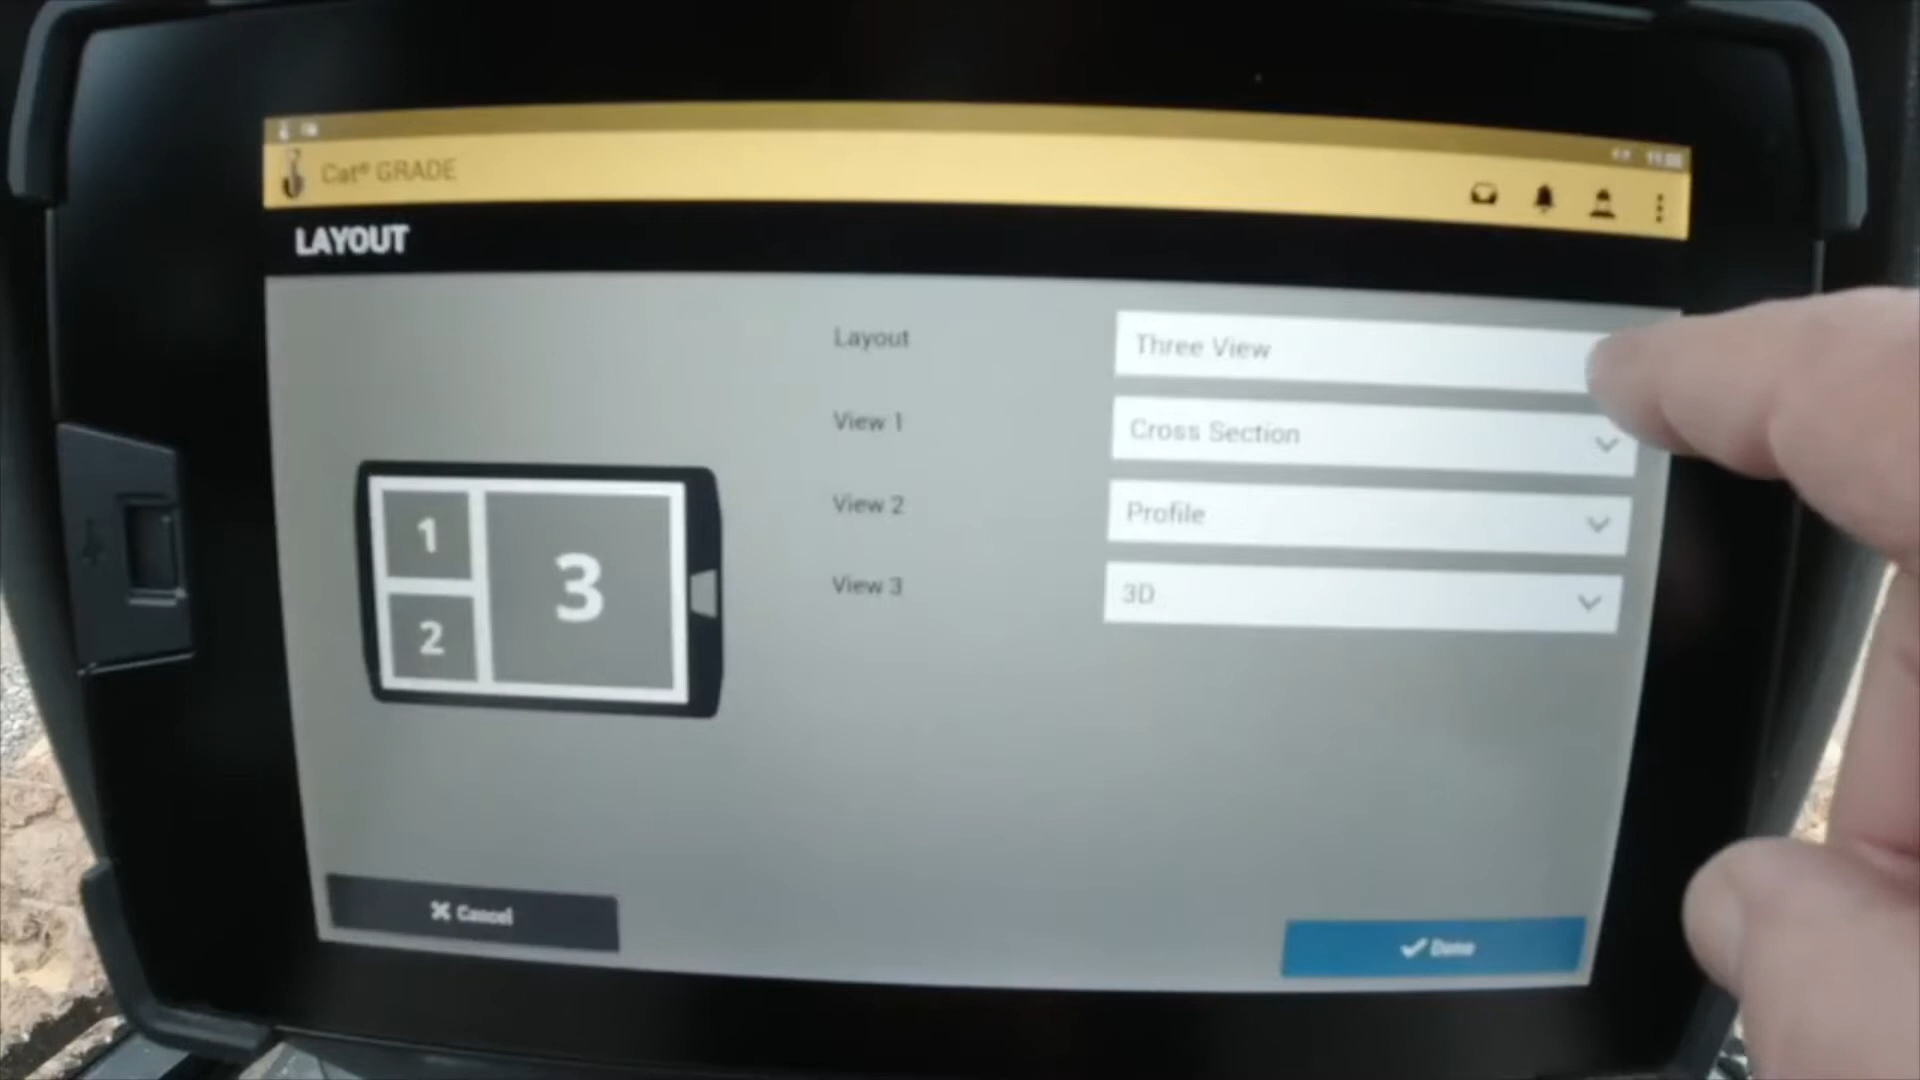 Cat® GRADE
LAYOUT
Layout
Three View
View 1
Cross Section
View 2
Profile
View 3
3D
1
2
3
Cancel
Done